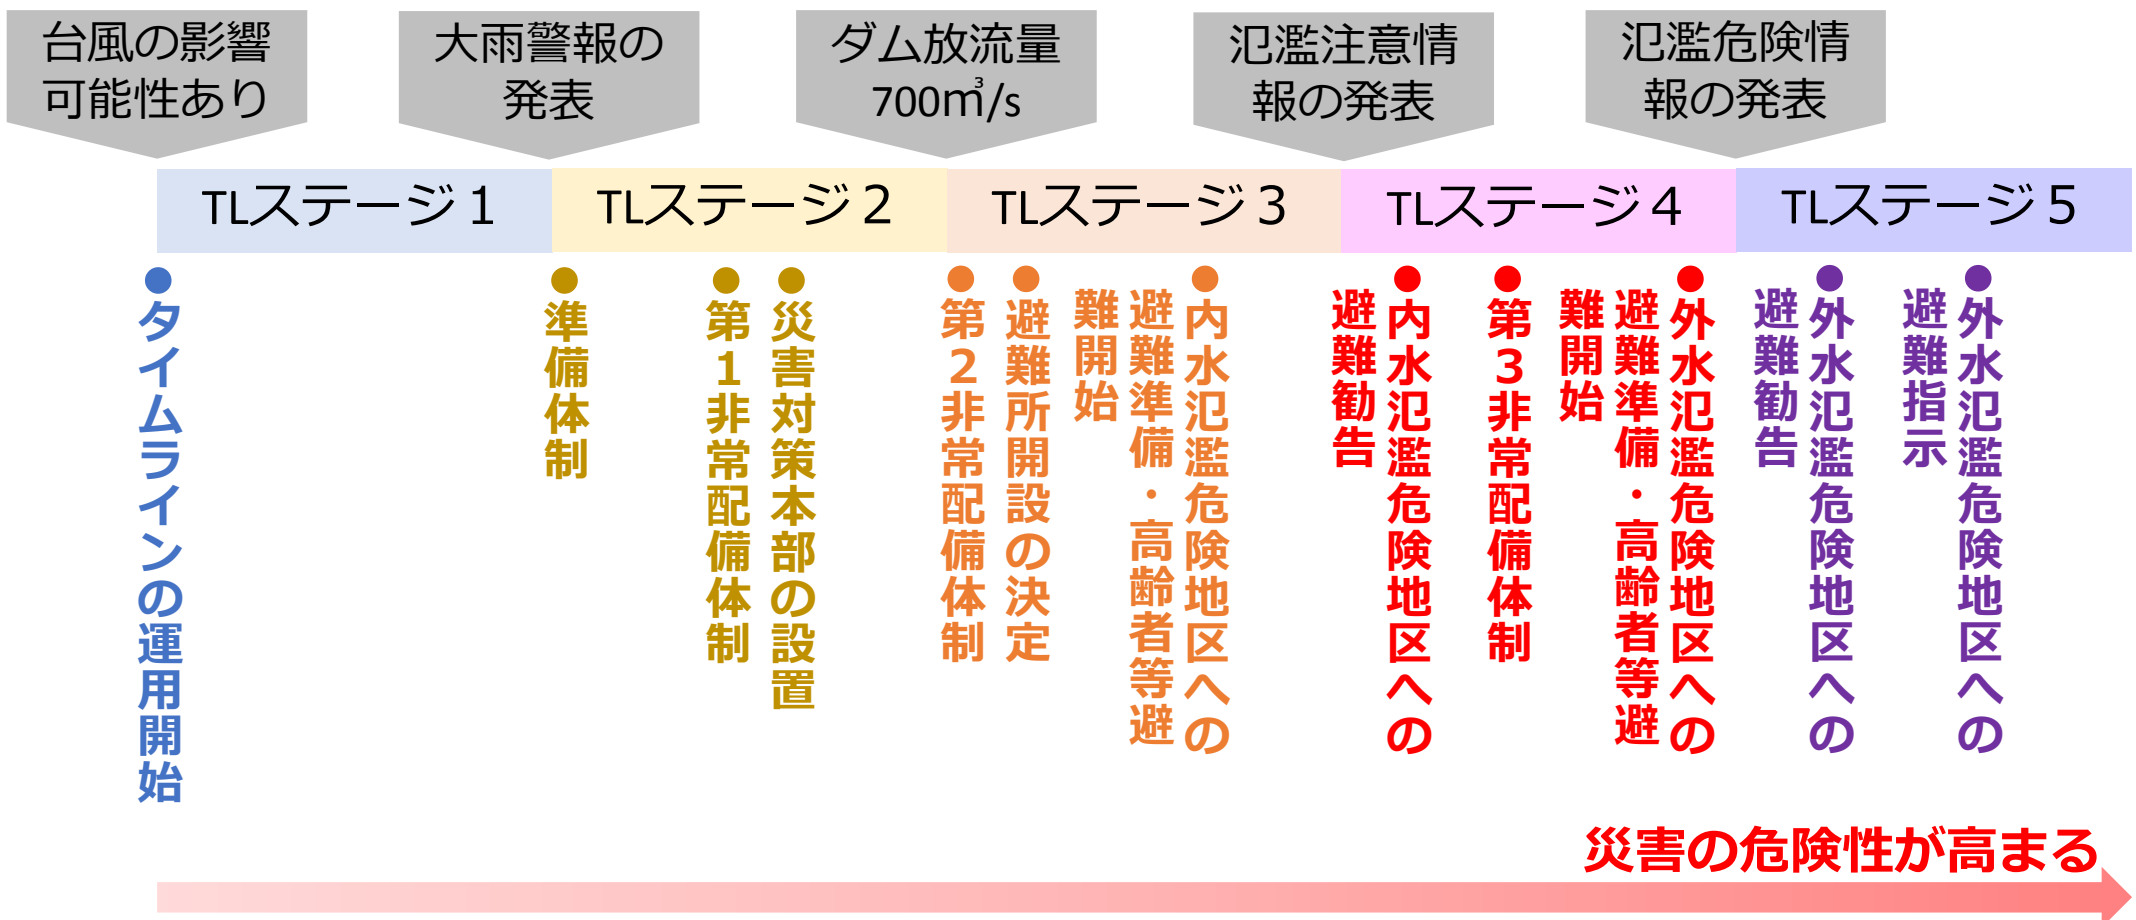 台風の影響
可能性あり
大雨警報の
発表
ダム放流量
700㎥/s
氾濫注意情
報の発表
氾濫危険情
報の発表
TLステージ１
TLステージ２
TLステージ３
TLステージ４
TLステージ５
●タイムラインの運用開始
●準備体制
●第１非常配備体制
●災害対策本部の設置
●第２非常配備体制
●避難所開設の決定
●内水氾濫危険地区への
避難準備・高齢者等避
難開始
●内水氾濫危険地区への
避難勧告
●第３非常配備体制
●外水氾濫危険地区への
避難準備・高齢者等避
難開始
●外水氾濫危険地区への
避難勧告
●外水氾濫危険地区への
避難指示
災害の危険性が高まる